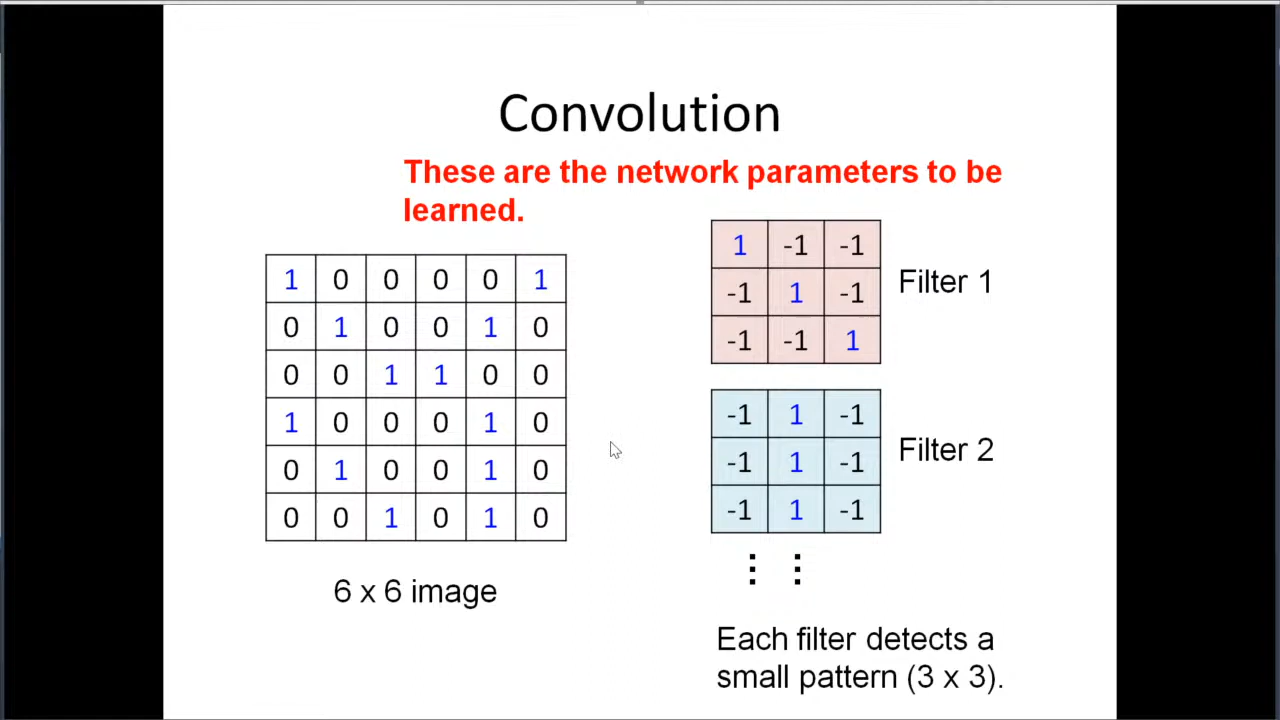 Convolution
These are the network parameters to be
learned.
1 0 0 0 0 1
0 1 0 0 1 0
0 0 1 1 0 0
1 0 0 0 1 0
0 1 0 0 1 0
0 0 1 0 1 0
6 x 6 image
1 -1 -1
-1 1 -1
-1 -1 1
Filter 1
-1 1 -1
-1 1 -1
-1 1 -1
Filter 2
⋮ ⋮
Each filter detects a
small pattern (3 x 3).